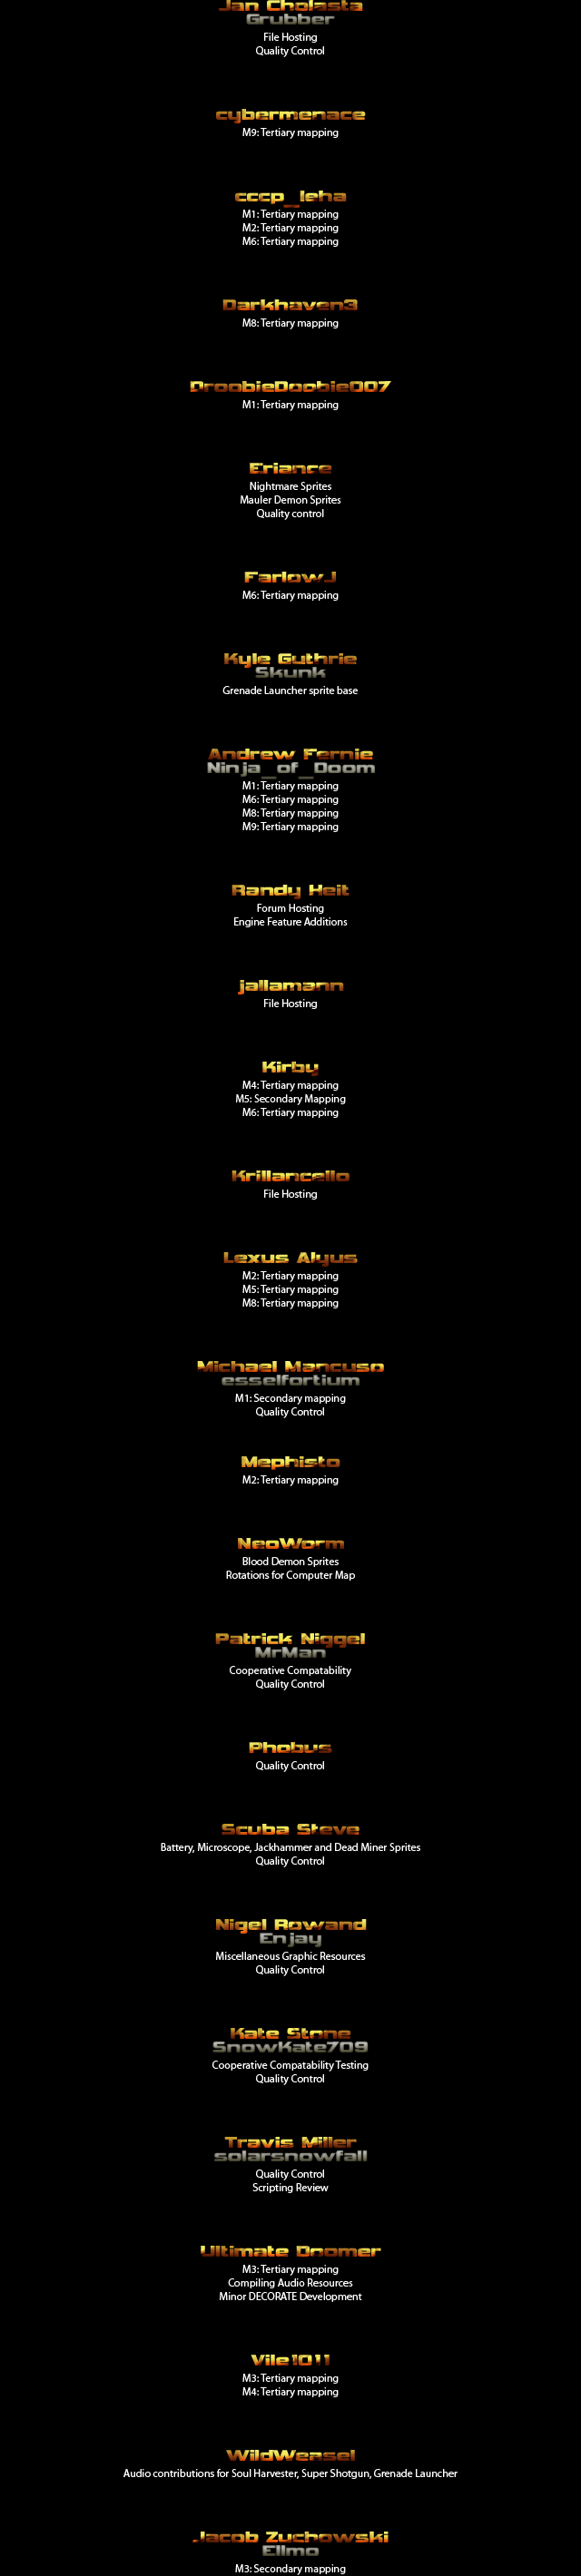 Jan Cholasta
Grubber
File Hosting
Quality Control
cybermenace
M9: Tertiary mapping
cccp_leha
M1: Tertiary mapping
M2: Tertiary mapping
M6: Tertiary mapping
Darkhaven3
M8: Tertiary mapping
DroobieDoobie007
M1: Tertiary mapping
Eriance
Nightmare Sprites
Mauler Demon Sprites
Quality control
FarlowJ
M6: Tertiary mapping
Kyle Guthrie
Skunk
Grenade Launcher sprite base
Andrew Fernie
Ninja_of_Doom
M1: Tertiary mapping
M6: Tertiary mapping
M8: Tertiary mapping
M9: Tertiary mapping
Randy Heit
Forum Hosting
Engine Feature Additions
jallamann
File Hosting
Kirby
M4: Tertiary mapping
M5: Secondary Mapping
M6: Tertiary mapping
Krillancello
File Hosting
Lexus Alyus
M2: Tertiary mapping
M5: Tertiary mapping
M8: Tertiary mapping
Michael Mancuso
esselfortium
M1: Secondary mapping
Quality Control
Mephisto
M2: Tertiary mapping
NeoWorm
Blood Demon Sprites
Rotations for Computer Map
Patrick Niggel
MrMan
Cooperative Compatability
Quality Control
Phobus
Quality Control
Scuba Steve
Battery, Microscope, Jackhammer and Dead Miner Sprites
Quality Control
Nigel Rowand
Enjay
Miscellaneous Graphic Resources
Quality Control
Kate Stone
SnowKate709
Cooperative Compatability Testing
Quality Control
Travis Miller
solarsnowfall
Quality Control
Scripting Review
Ultimate Doomer
M3: Tertiary mapping
Compiling Audio Resources
Minor DECORATE Development
Vile1011
M3: Tertiary mapping
M4: Tertiary mapping
WildWeasel
Audio contributions for Soul Harvester, Super Shotgun, Grenade Launcher
Jacob Zuchowski
Ellmo
M3: Secondary mapping